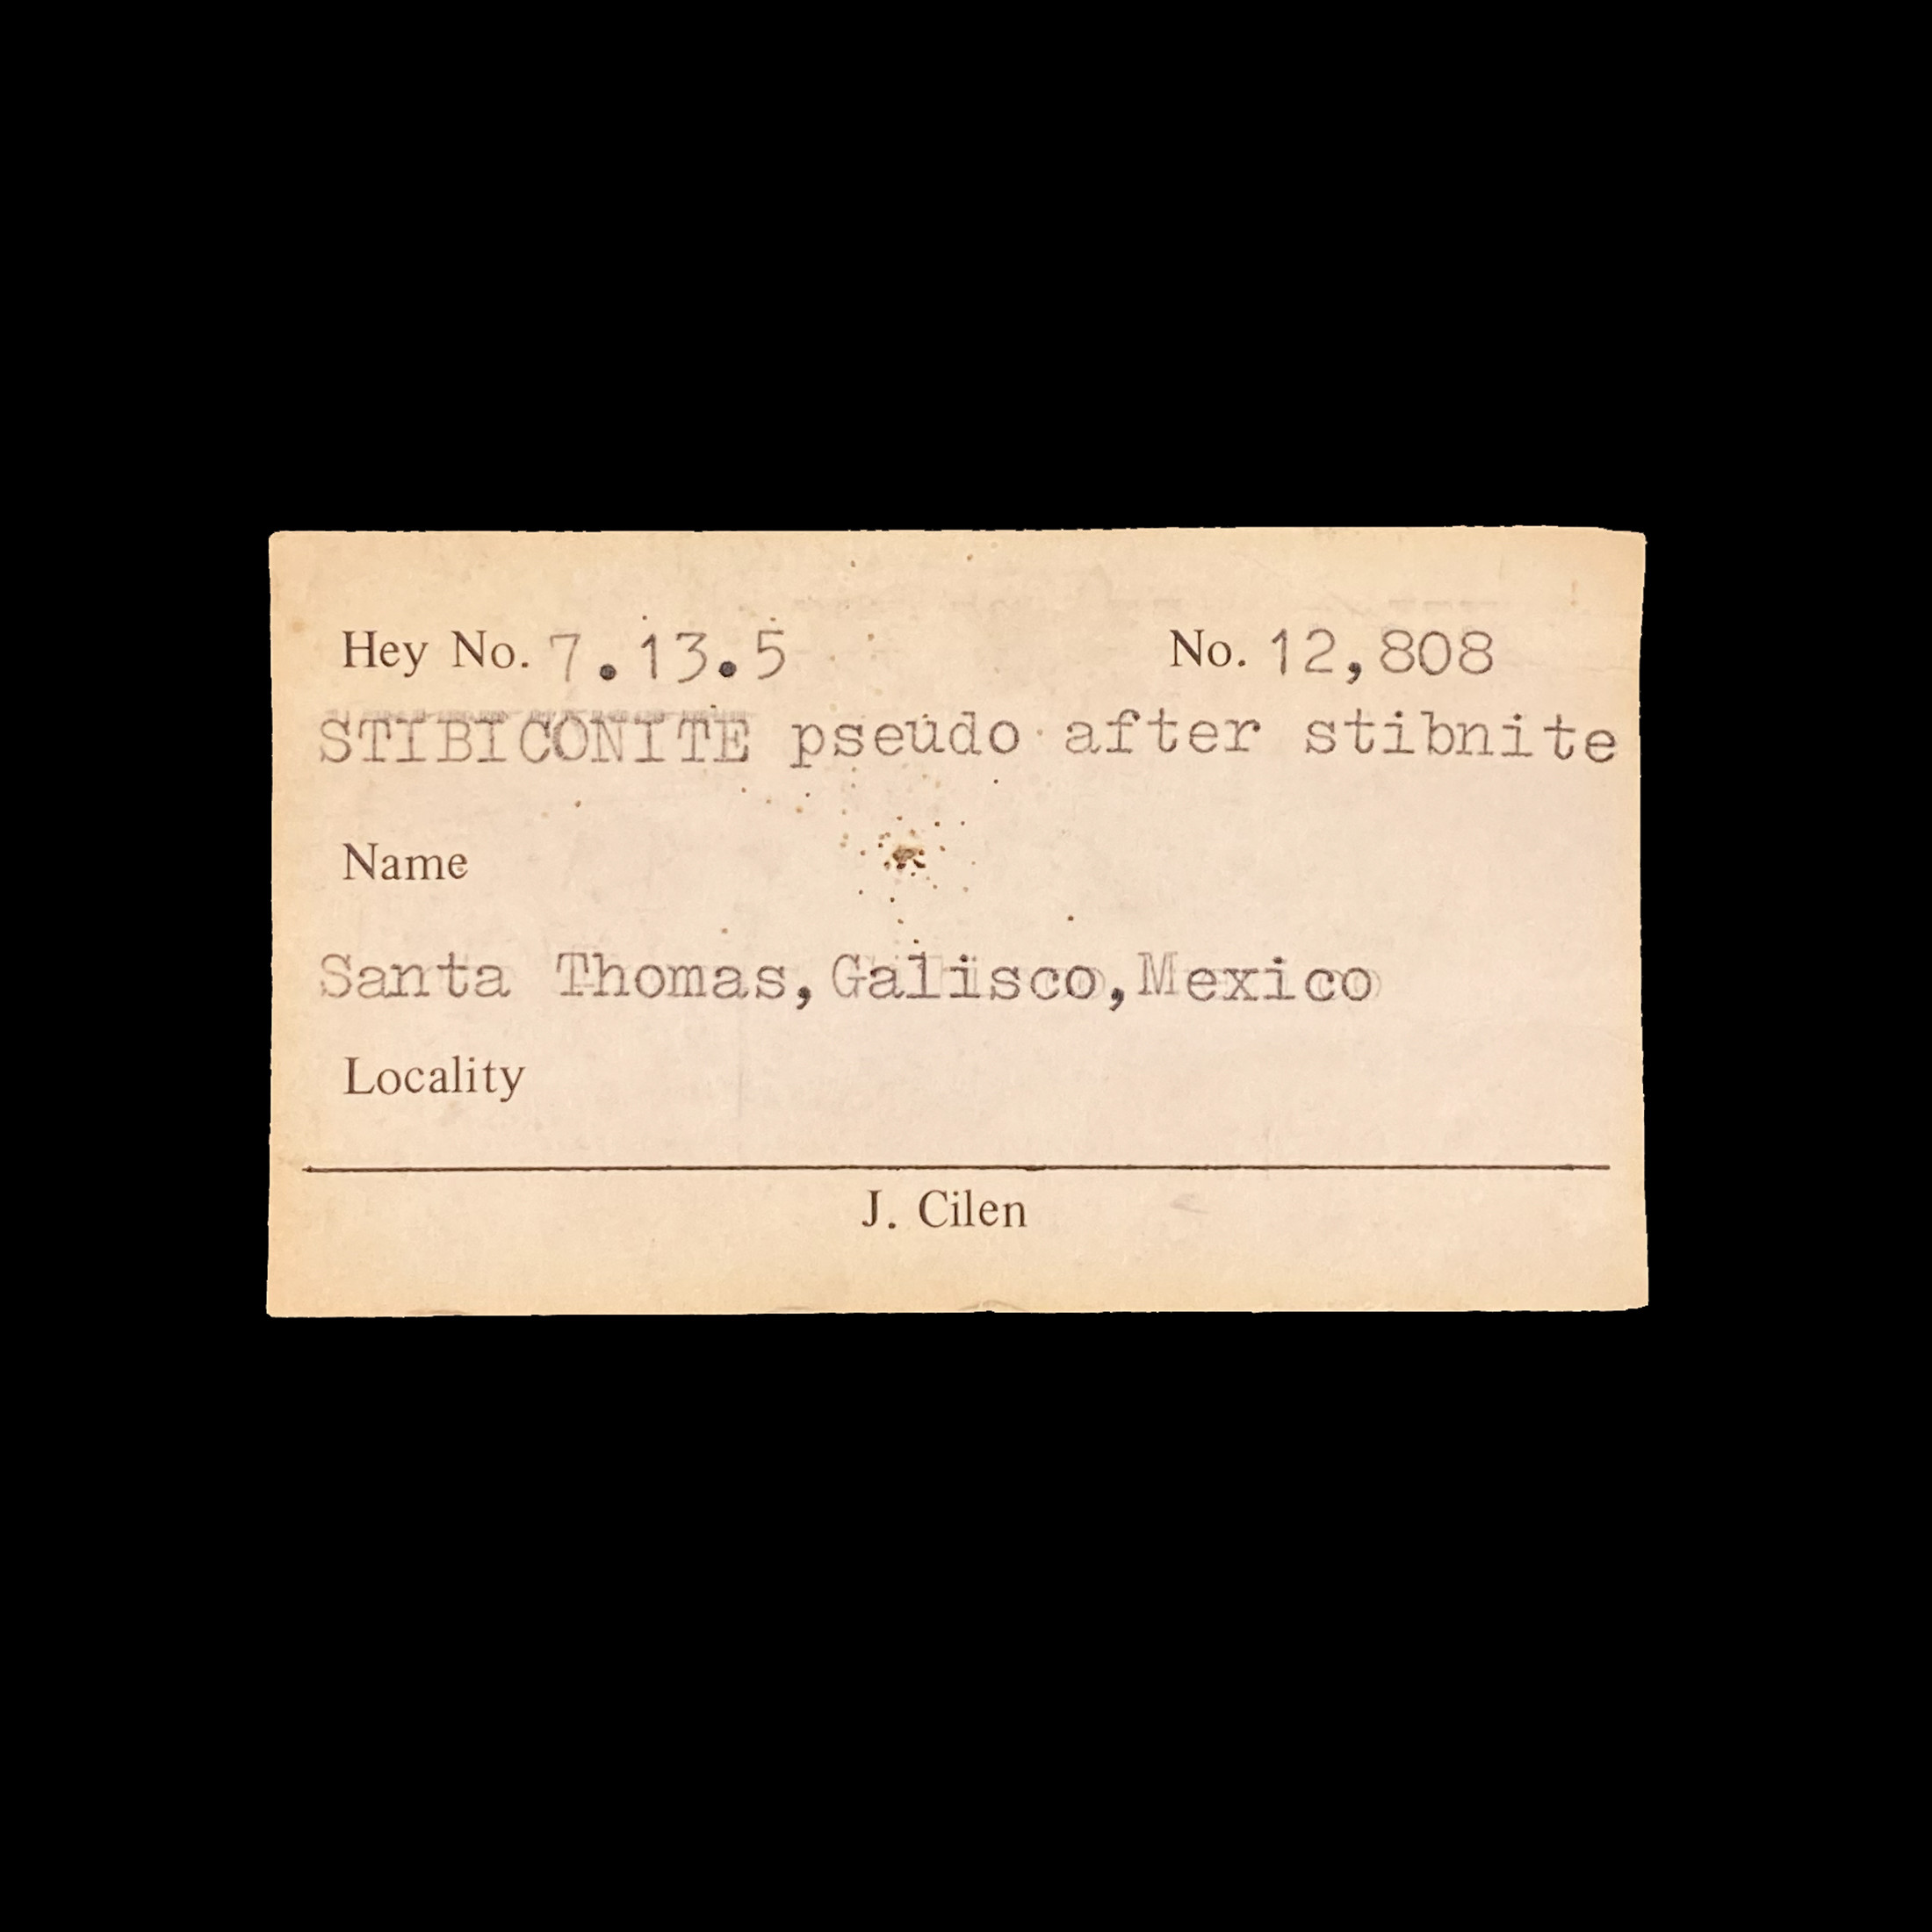 Hey No. 7.13.5 No. 12,808
STIBICONITE pseudo after stibnite
Name
Santa Thomas,Galisco,Mexico
Locality
J. Cilen